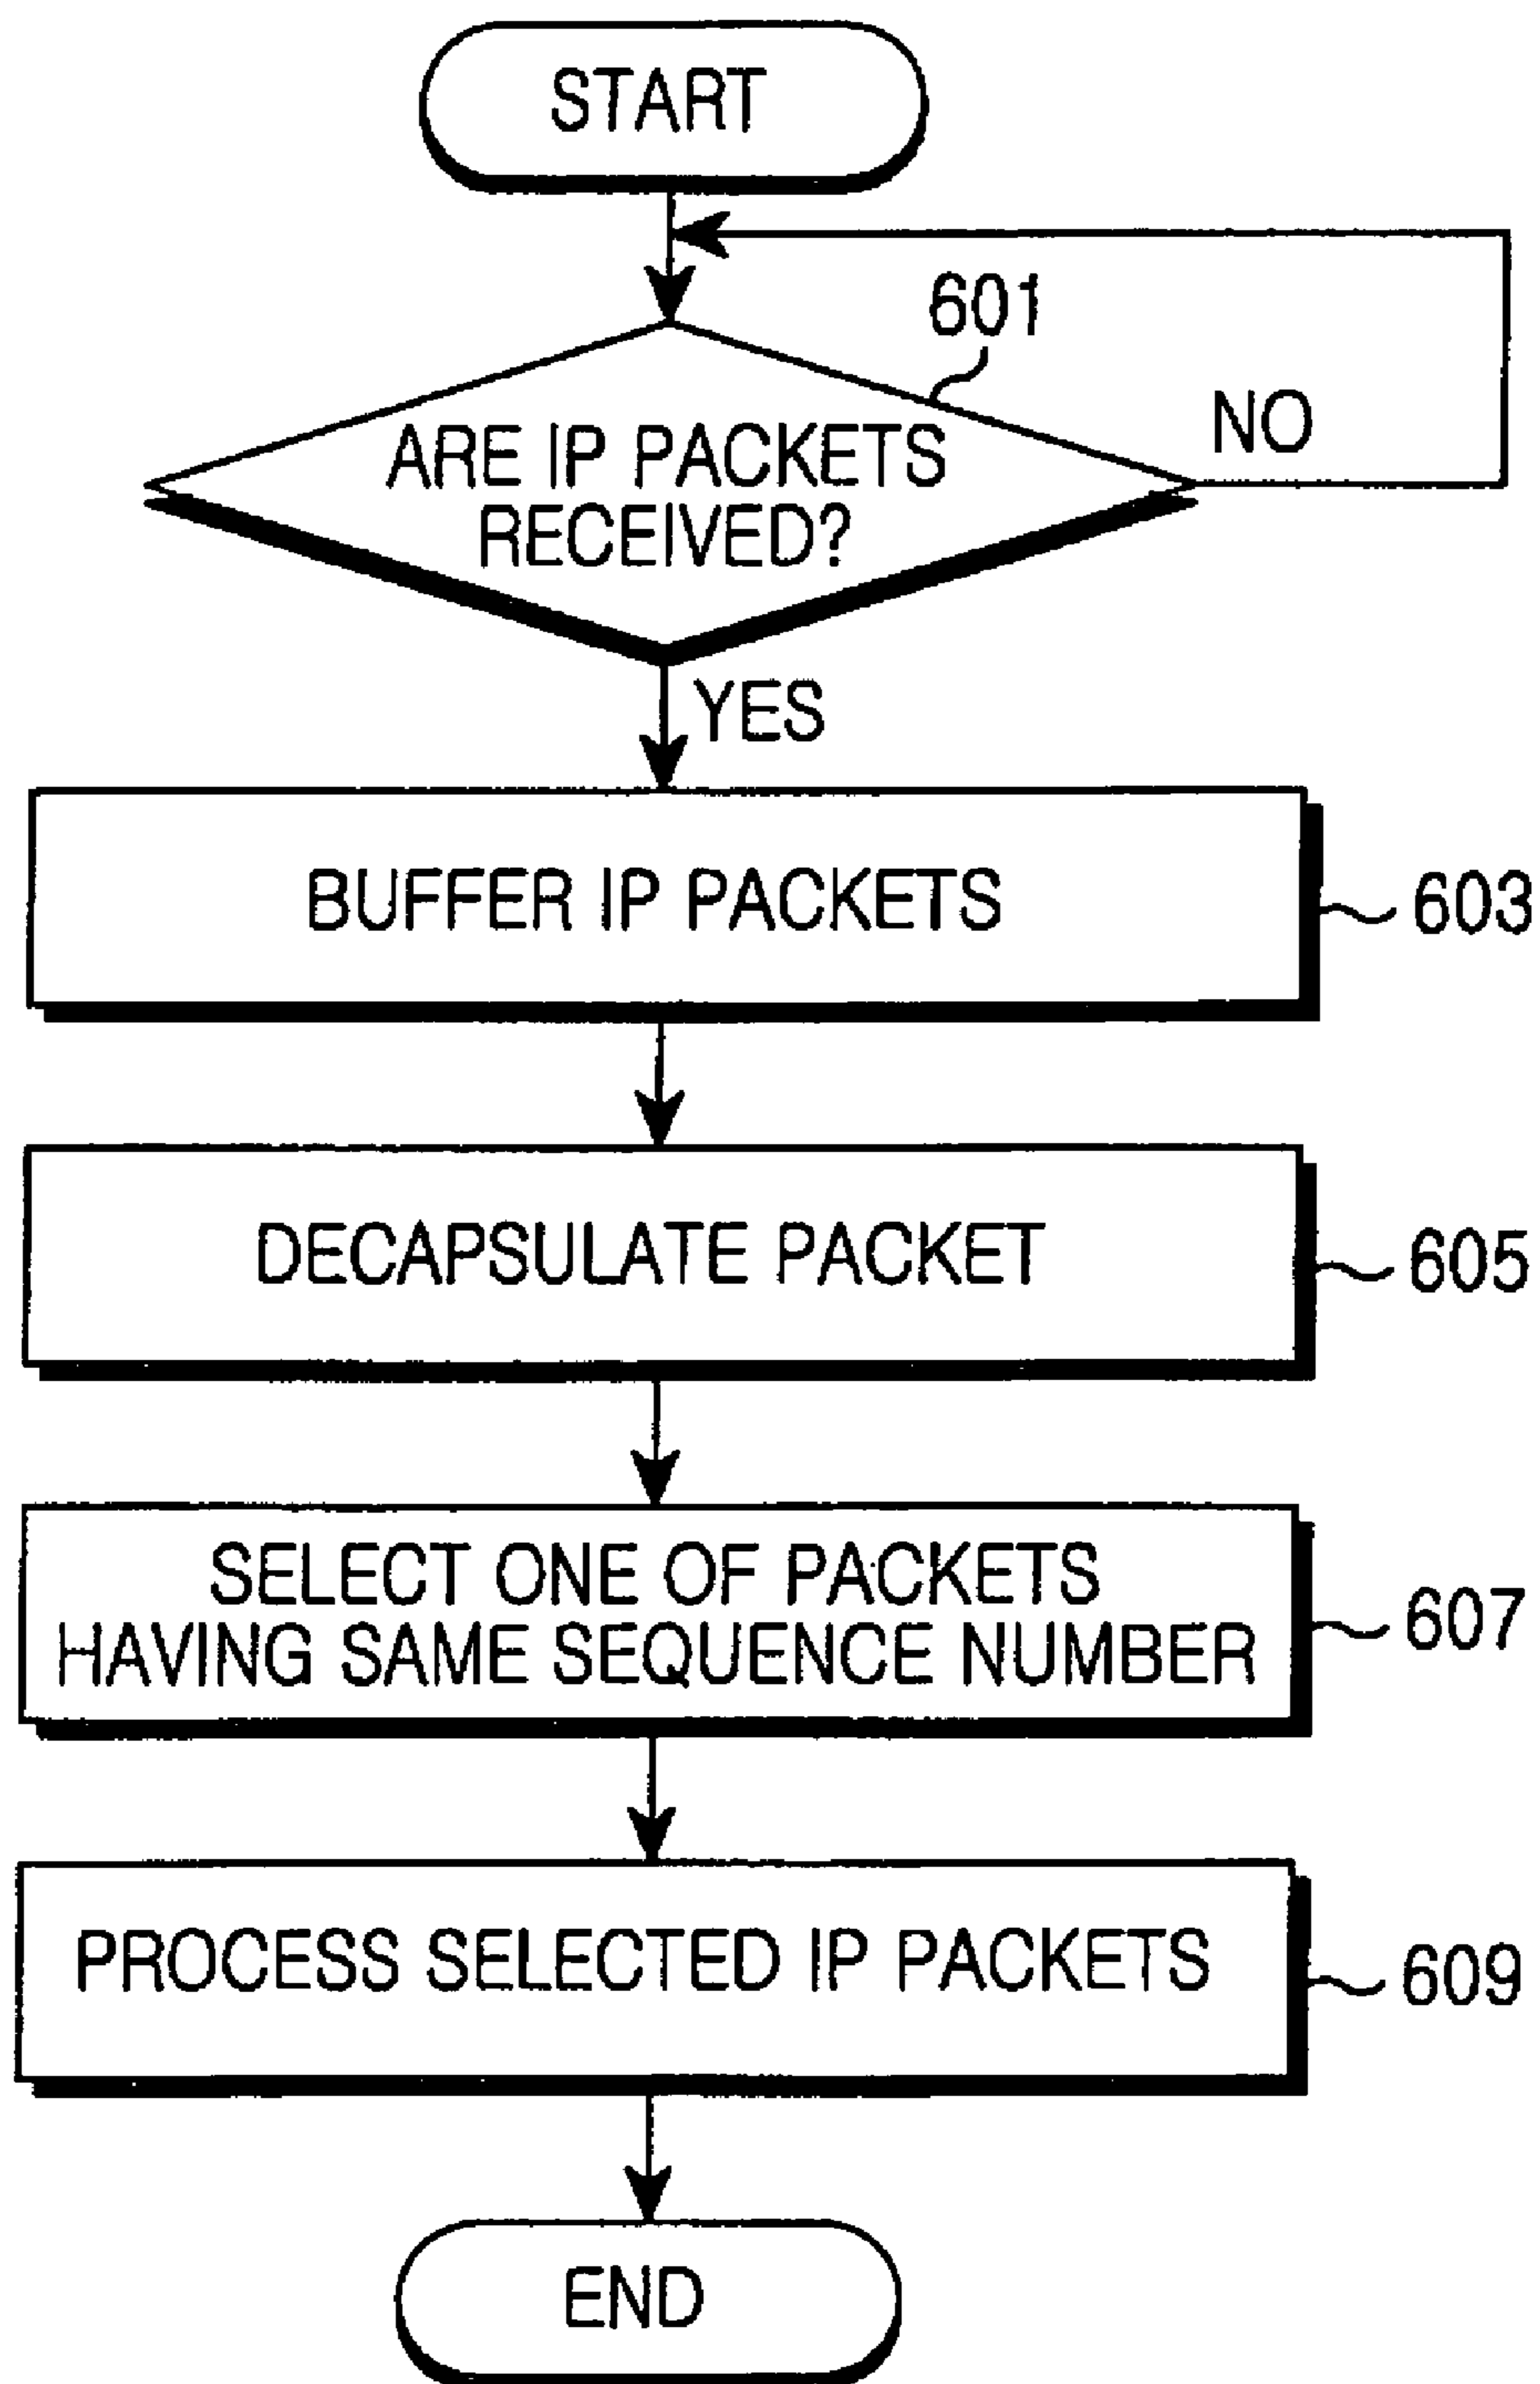 START
601
ARE IP PACKETS
RECEIVED?
NO
YES
BUFFER IP PACKETS
603
DECAPSULATE PACKET
605
SELECT ONE OF PACKETS
HAVING SAME SEQUENCE NUMBER
607
PROCESS SELECTED IP PACKETS
609
END